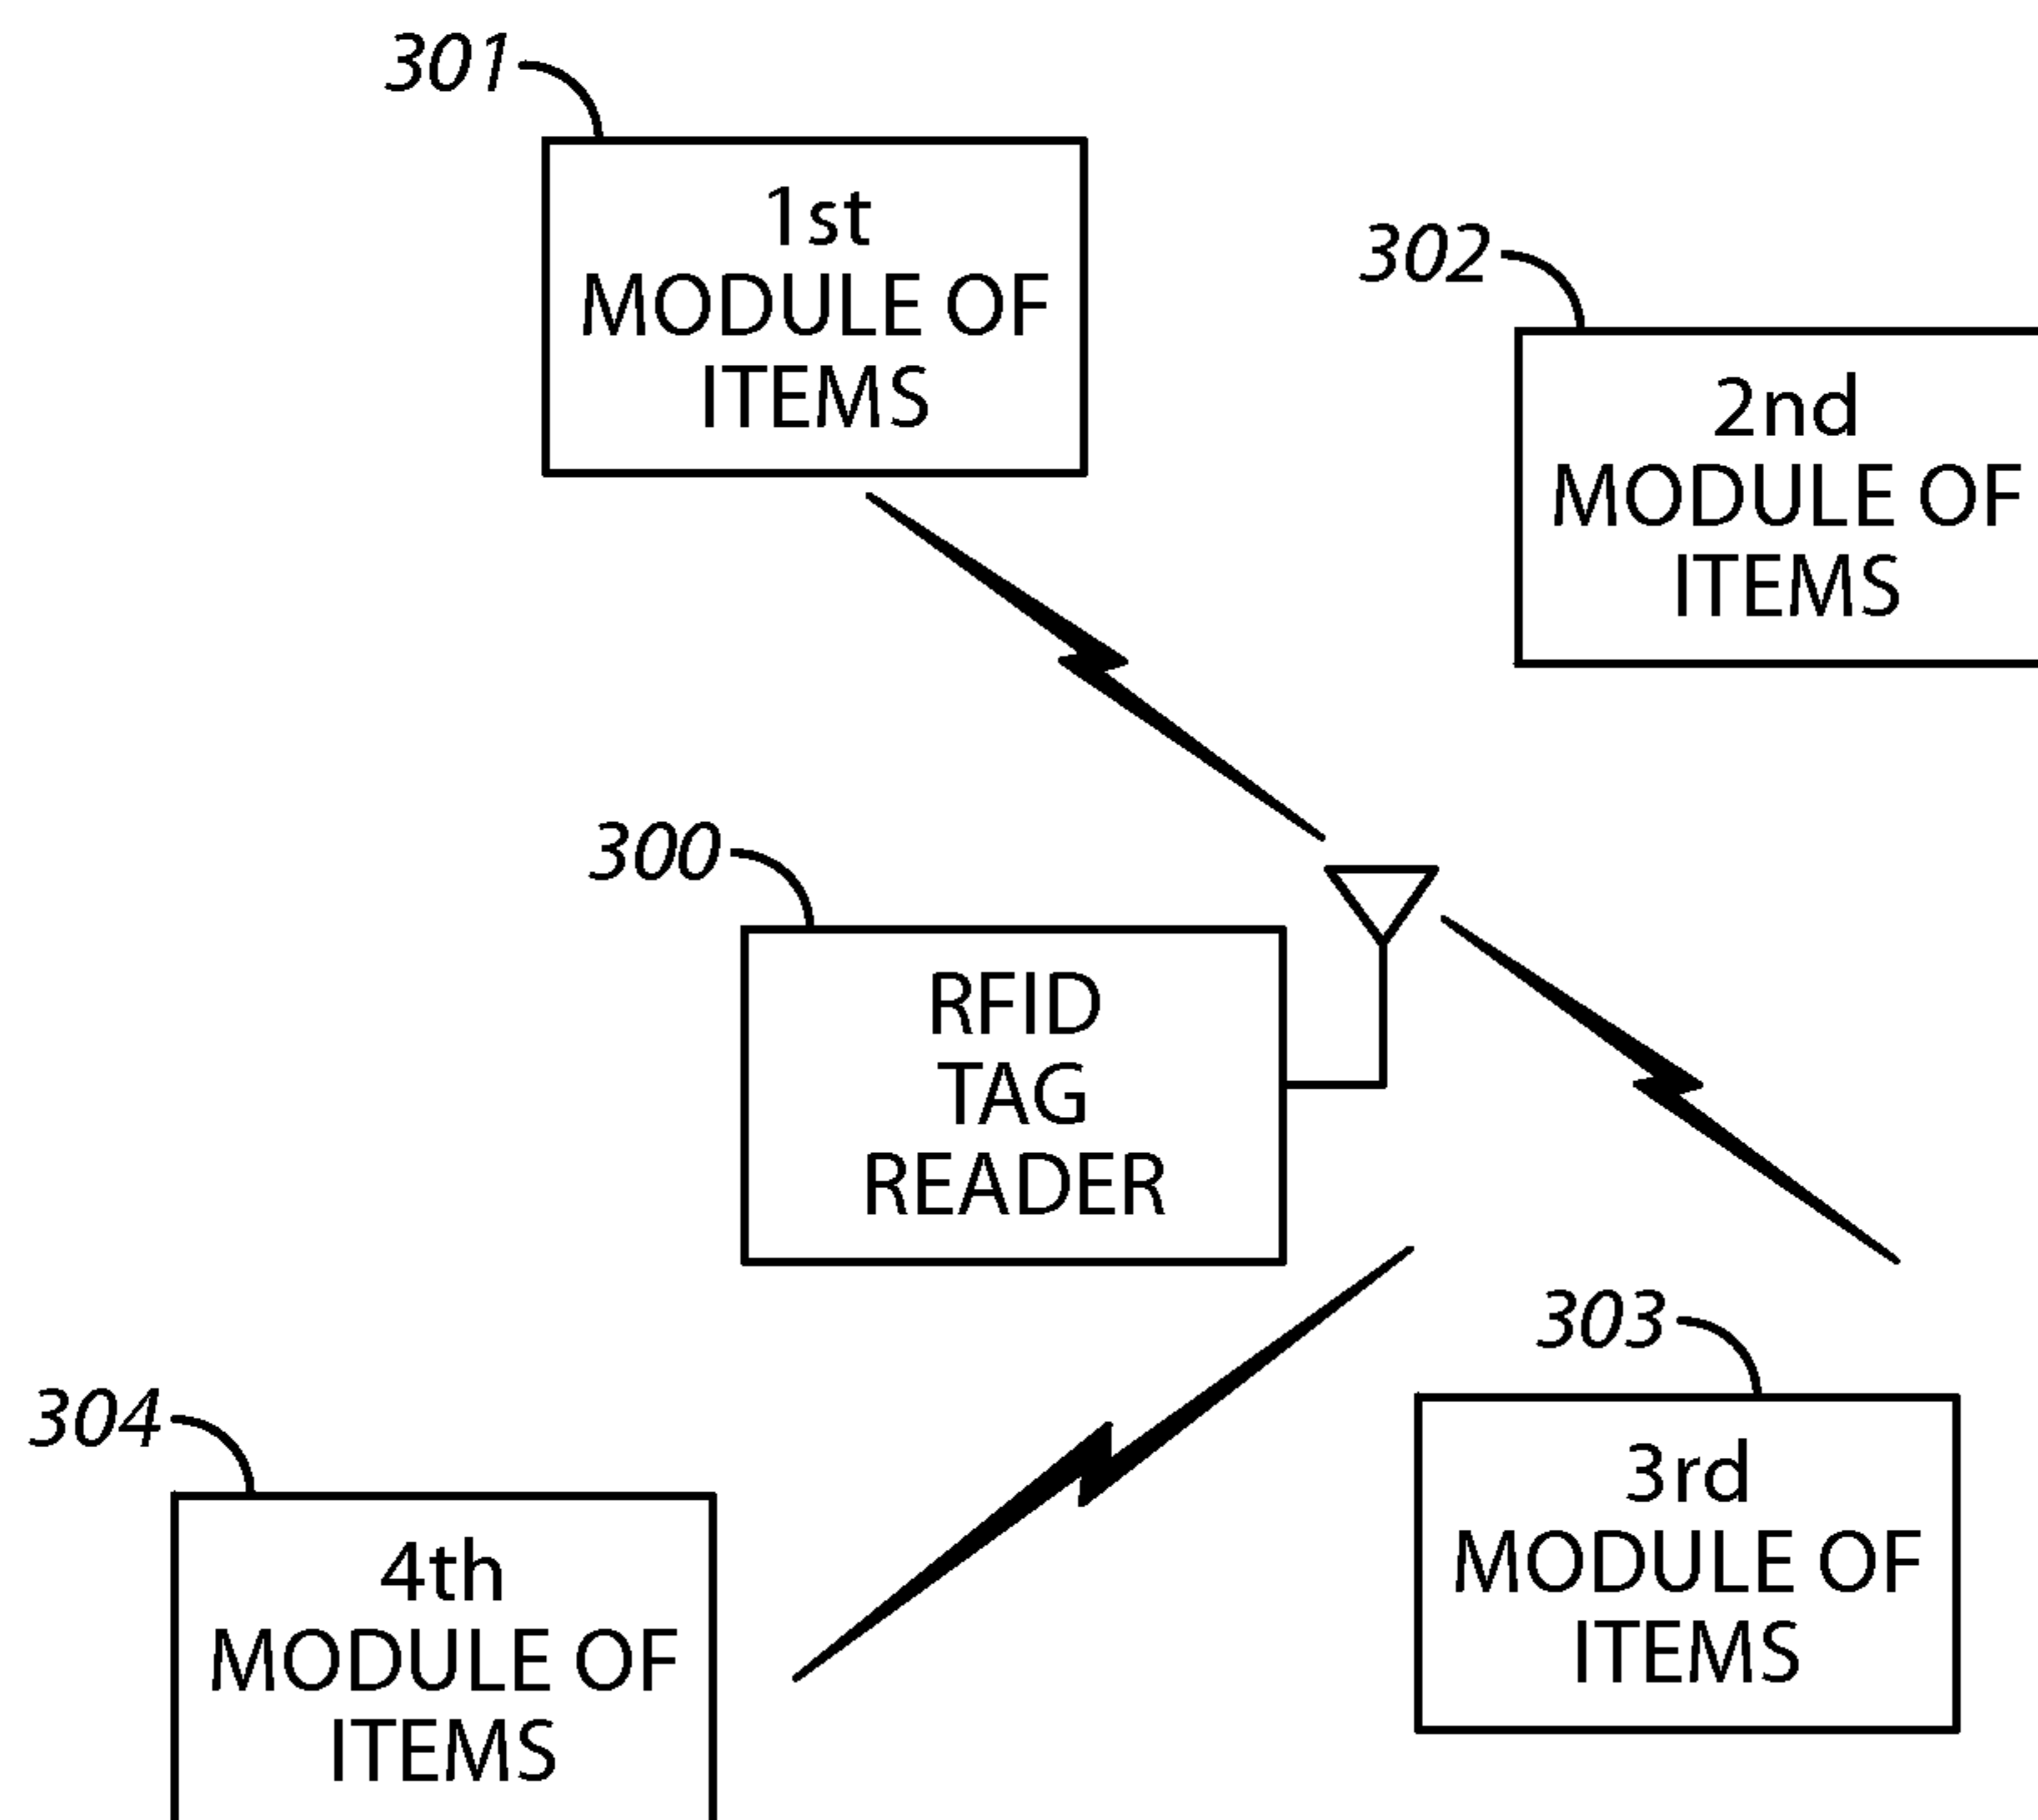 301
1st
MODULE OF
ITEMS
302
2nd
MODULE OF
ITEMS
300
RFID
TAG
READER
303
3rd
MODULE OF
ITEMS
304
4th
MODULE OF
ITEMS